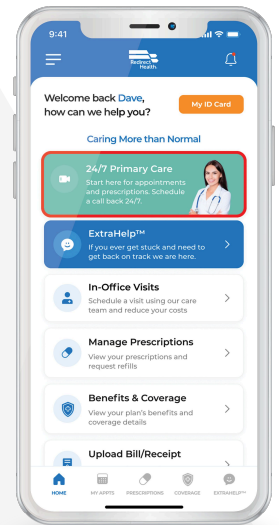 9:41
Redirect
Health.
Welcome back Dave,
how can we help you?
My ID Card
Caring More than Normal
24/7 Primary Care
Start here for appointments
and prescriptions. Schedule
a call back 24/7.
ExtraHelp™
If you ever get stuck and need to
get back on track we are here.
In-Office Visits
Schedule a visit using our care
team and reduce your costs
Manage Prescriptions
View your prescriptions and
request refills
Benefits & Coverage
View your plan's benefits and
coverage details
Upload Bill/Receipt
HOME
MY APPTS
PRESCRIPTIONS
COVERAGE
EXTRAHELP™